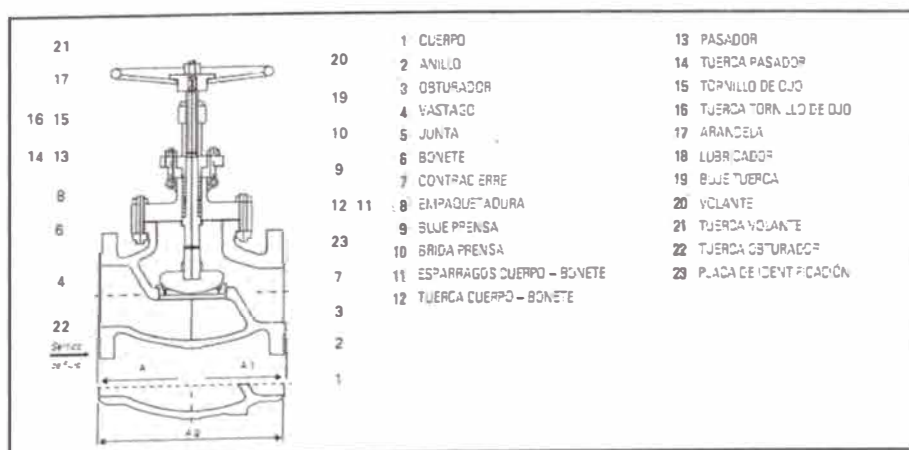 21
17
16 15
14 13
8
6
4
22
20
19
10
9
12 11
23
7
3
2
1
A
A1
A2
1 CUERPO
2 ANILLO
3 OBTURADOR
4 VASTAGO
5 JUNTA
6 BONETE
7 CONTRACIERRE
8 EMPAQUETADURA
9 BUJE PRENSA
10 BRIDA PRENSA
11 ESPARRAGOS CUERPO – BONETE
12 TUERCA CUERPO – BONETE
13 PASADOR
14 TUERCA PASADOR
15 TORNILLO DE OJO
16 TUERCA TORNILLO DE OJO
17 ARANDELA
18 LUBRICADOR
19 BUJE TUERCA
20 VOLANTE
21 TUERCA VOLANTE
22 TUERCA OBTURADOR
23 PLACA DE IDENTIFICACIÓN